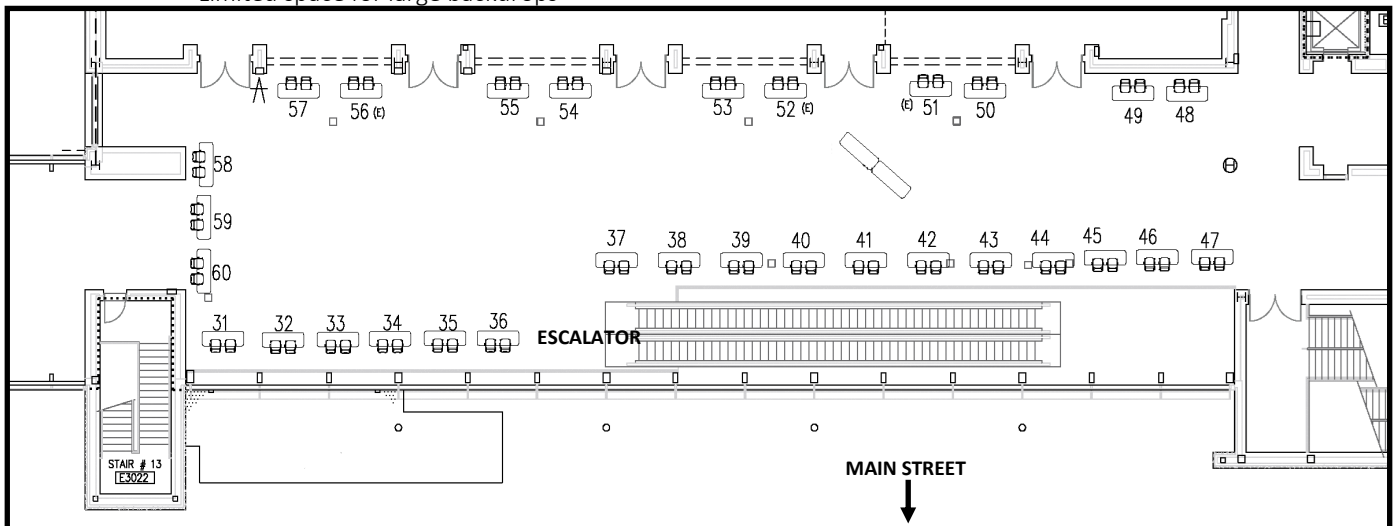 Limited space for large backdrops
57 56 (E) 55 54 53 52 (E) (E) 51 50 49 48
58
59
60
37 38 39 40 41 42 43 44 45 46 47
31 32 33 34 35 36 ESCALATOR
STAIR # 13
E3022
MAIN STREET